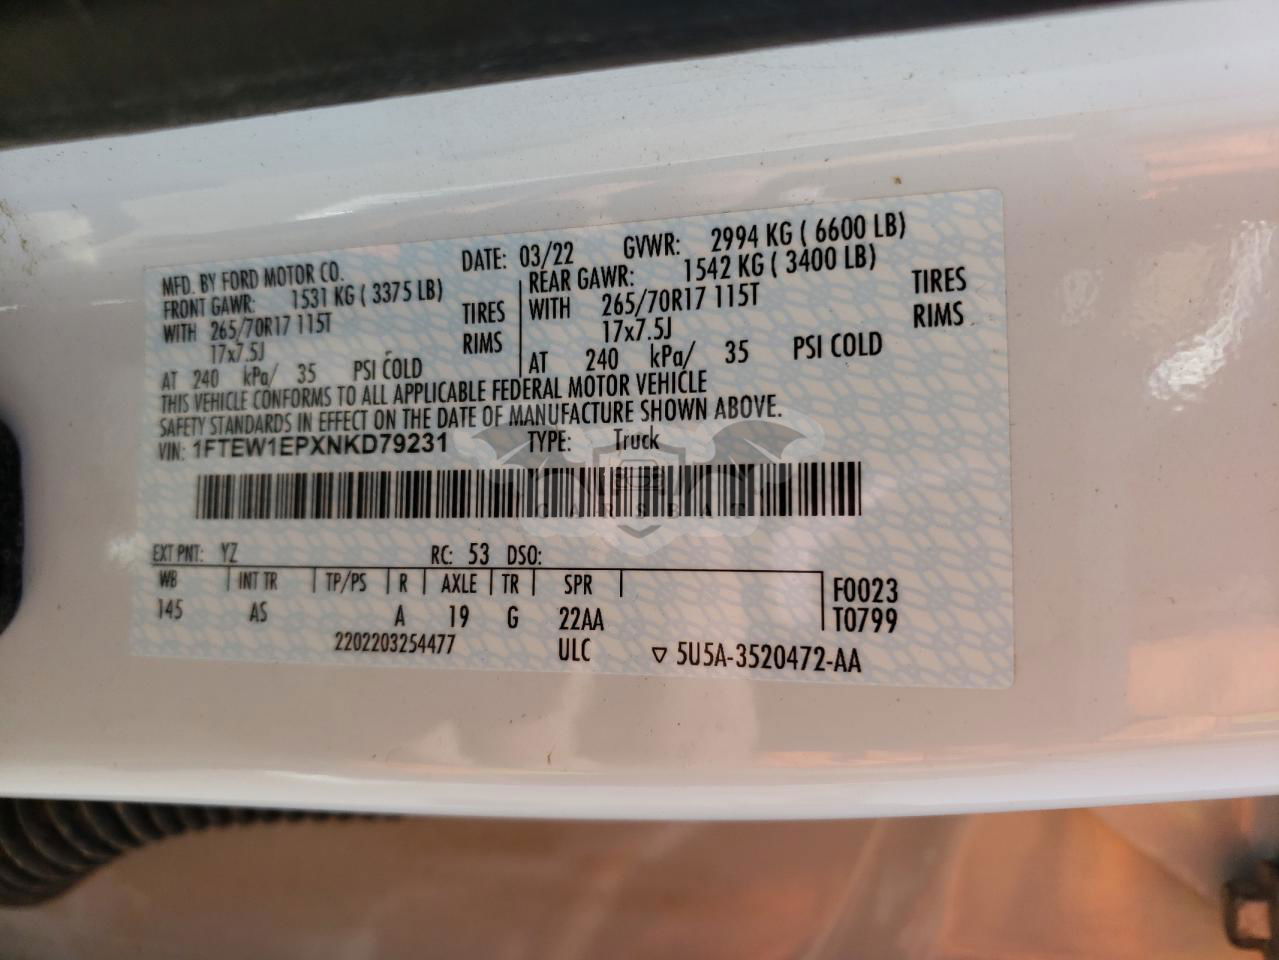 MFD. BY FORD MOTOR CO. DATE: 03/22 GVWR: 2994 KG ( 6600 LB)
FRONT GAWR: 1531 KG ( 3375 LB) REAR GAWR: 1542 KG ( 3400 LB)
WITH 265/70R17 115T TIRES WITH 265/70R17 115T TIRES
17x7.5J RIMS 17x7.5J RIMS
AT 240 kPa/ 35 PSI COLD AT 240 kPa/ 35 PSI COLD
THIS VEHICLE CONFORMS TO ALL APPLICABLE FEDERAL MOTOR VEHICLE
SAFETY STANDARDS IN EFFECT ON THE DATE OF MANUFACTURE SHOWN ABOVE.
VIN: 1FTEW1EPXNKD79231 TYPE: Truck
CARSBAT
EXT PNT: YZ RC: 53 DSO:
WB INT TR TP/PS R AXLE TR SPR F0023
145 AS A 19 G 22AA T0799
2202203254477 ULC ▽ 5U5A-3520472-AA